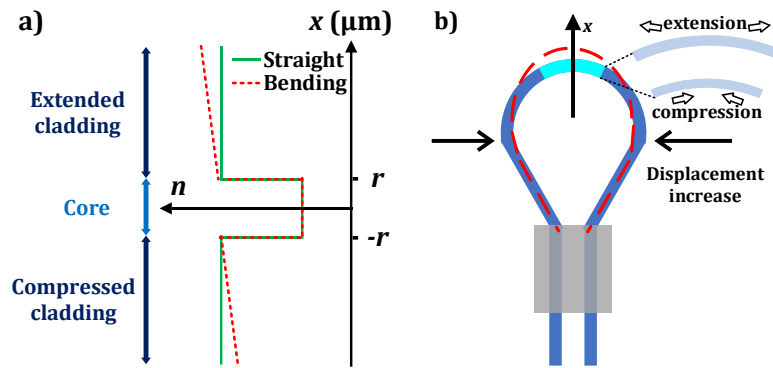 a)
x (μm)
Straight
Bending
Extended
cladding
n
r
Core
-r
Compressed
cladding
b)
x
extension
compression
Displacement
increase